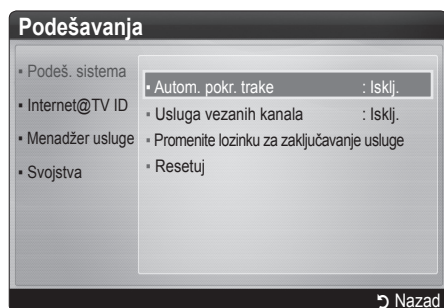 Podešavanja
▪ Podeš. sistema
▪ Internet@TV ID
▪ Menadžer usluge
▪ Svojstva
▪ Autom. pokr. trake : Isklj.
▪ Usluga vezanih kanala : Isklj.
▪ Promenite lozinku za zaključavanje usluge
▪ Resetuj
Nazad